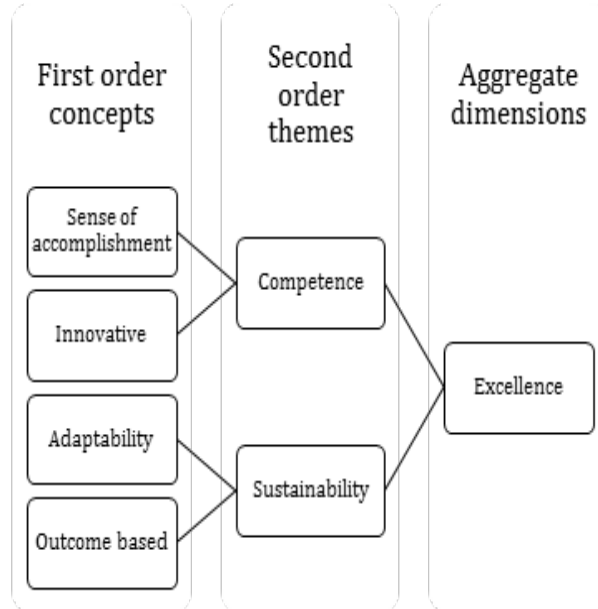 First order
concepts
Second
order
themes
Aggregate
dimensions
Sense of
accomplishment
Innovative
Adaptability
Outcome based
Competence
Sustainability
Excellence